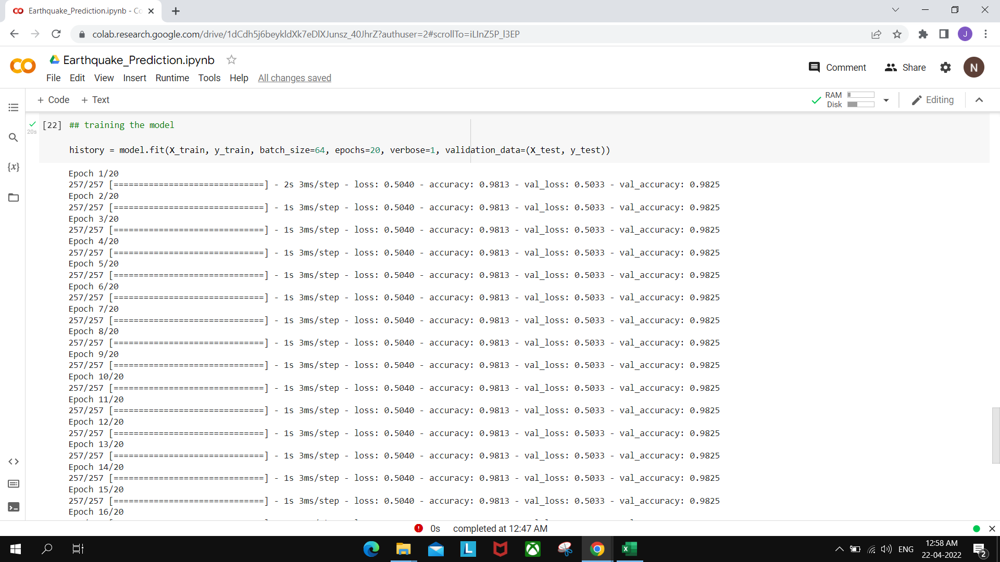 Earthquake_Prediction.ipynb - Co
colab.research.google.com/drive/1dCdh5j6beykldXk7eDlXJunsz_40JhrZ?authuser=2#scrollTo=iLInZ5P_l3EP
J
Earthquake_Prediction.ipynb
File Edit View Insert Runtime Tools Help All changes saved
Comment Share N
+ Code + Text
RAM
Disk
Editing
[22] ## training the model
20s
history = model.fit(X_train, y_train, batch_size=64, epochs=20, verbose=1, validation_data=(X_test, y_test))
{x}
Epoch 1/20
257/257 [==============================] - 2s 3ms/step - loss: 0.5040 - accuracy: 0.9813 - val_loss: 0.5033 - val_accuracy: 0.9825
Epoch 2/20
257/257 [==============================] - 1s 3ms/step - loss: 0.5040 - accuracy: 0.9813 - val_loss: 0.5033 - val_accuracy: 0.9825
Epoch 3/20
257/257 [==============================] - 1s 3ms/step - loss: 0.5040 - accuracy: 0.9813 - val_loss: 0.5033 - val_accuracy: 0.9825
Epoch 4/20
257/257 [==============================] - 1s 3ms/step - loss: 0.5040 - accuracy: 0.9813 - val_loss: 0.5033 - val_accuracy: 0.9825
Epoch 5/20
257/257 [==============================] - 1s 3ms/step - loss: 0.5040 - accuracy: 0.9813 - val_loss: 0.5033 - val_accuracy: 0.9825
Epoch 6/20
257/257 [==============================] - 1s 3ms/step - loss: 0.5040 - accuracy: 0.9813 - val_loss: 0.5033 - val_accuracy: 0.9825
Epoch 7/20
257/257 [==============================] - 1s 3ms/step - loss: 0.5040 - accuracy: 0.9813 - val_loss: 0.5033 - val_accuracy: 0.9825
Epoch 8/20
257/257 [==============================] - 1s 3ms/step - loss: 0.5040 - accuracy: 0.9813 - val_loss: 0.5033 - val_accuracy: 0.9825
Epoch 9/20
257/257 [==============================] - 1s 3ms/step - loss: 0.5040 - accuracy: 0.9813 - val_loss: 0.5033 - val_accuracy: 0.9825
Epoch 10/20
257/257 [==============================] - 1s 3ms/step - loss: 0.5040 - accuracy: 0.9813 - val_loss: 0.5033 - val_accuracy: 0.9825
Epoch 11/20
257/257 [==============================] - 1s 3ms/step - loss: 0.5040 - accuracy: 0.9813 - val_loss: 0.5033 - val_accuracy: 0.9825
Epoch 12/20
257/257 [==============================] - 1s 3ms/step - loss: 0.5040 - accuracy: 0.9813 - val_loss: 0.5033 - val_accuracy: 0.9825
Epoch 13/20
257/257 [==============================] - 1s 3ms/step - loss: 0.5040 - accuracy: 0.9813 - val_loss: 0.5033 - val_accuracy: 0.9825
Epoch 14/20
257/257 [==============================] - 1s 3ms/step - loss: 0.5040 - accuracy: 0.9813 - val_loss: 0.5033 - val_accuracy: 0.9825
Epoch 15/20
257/257 [==============================] - 1s 3ms/step - loss: 0.5040 - accuracy: 0.9813 - val_loss: 0.5033 - val_accuracy: 0.9825
Epoch 16/20
0s completed at 12:47 AM
L
ENG
12:58 AM
22-04-2022
2